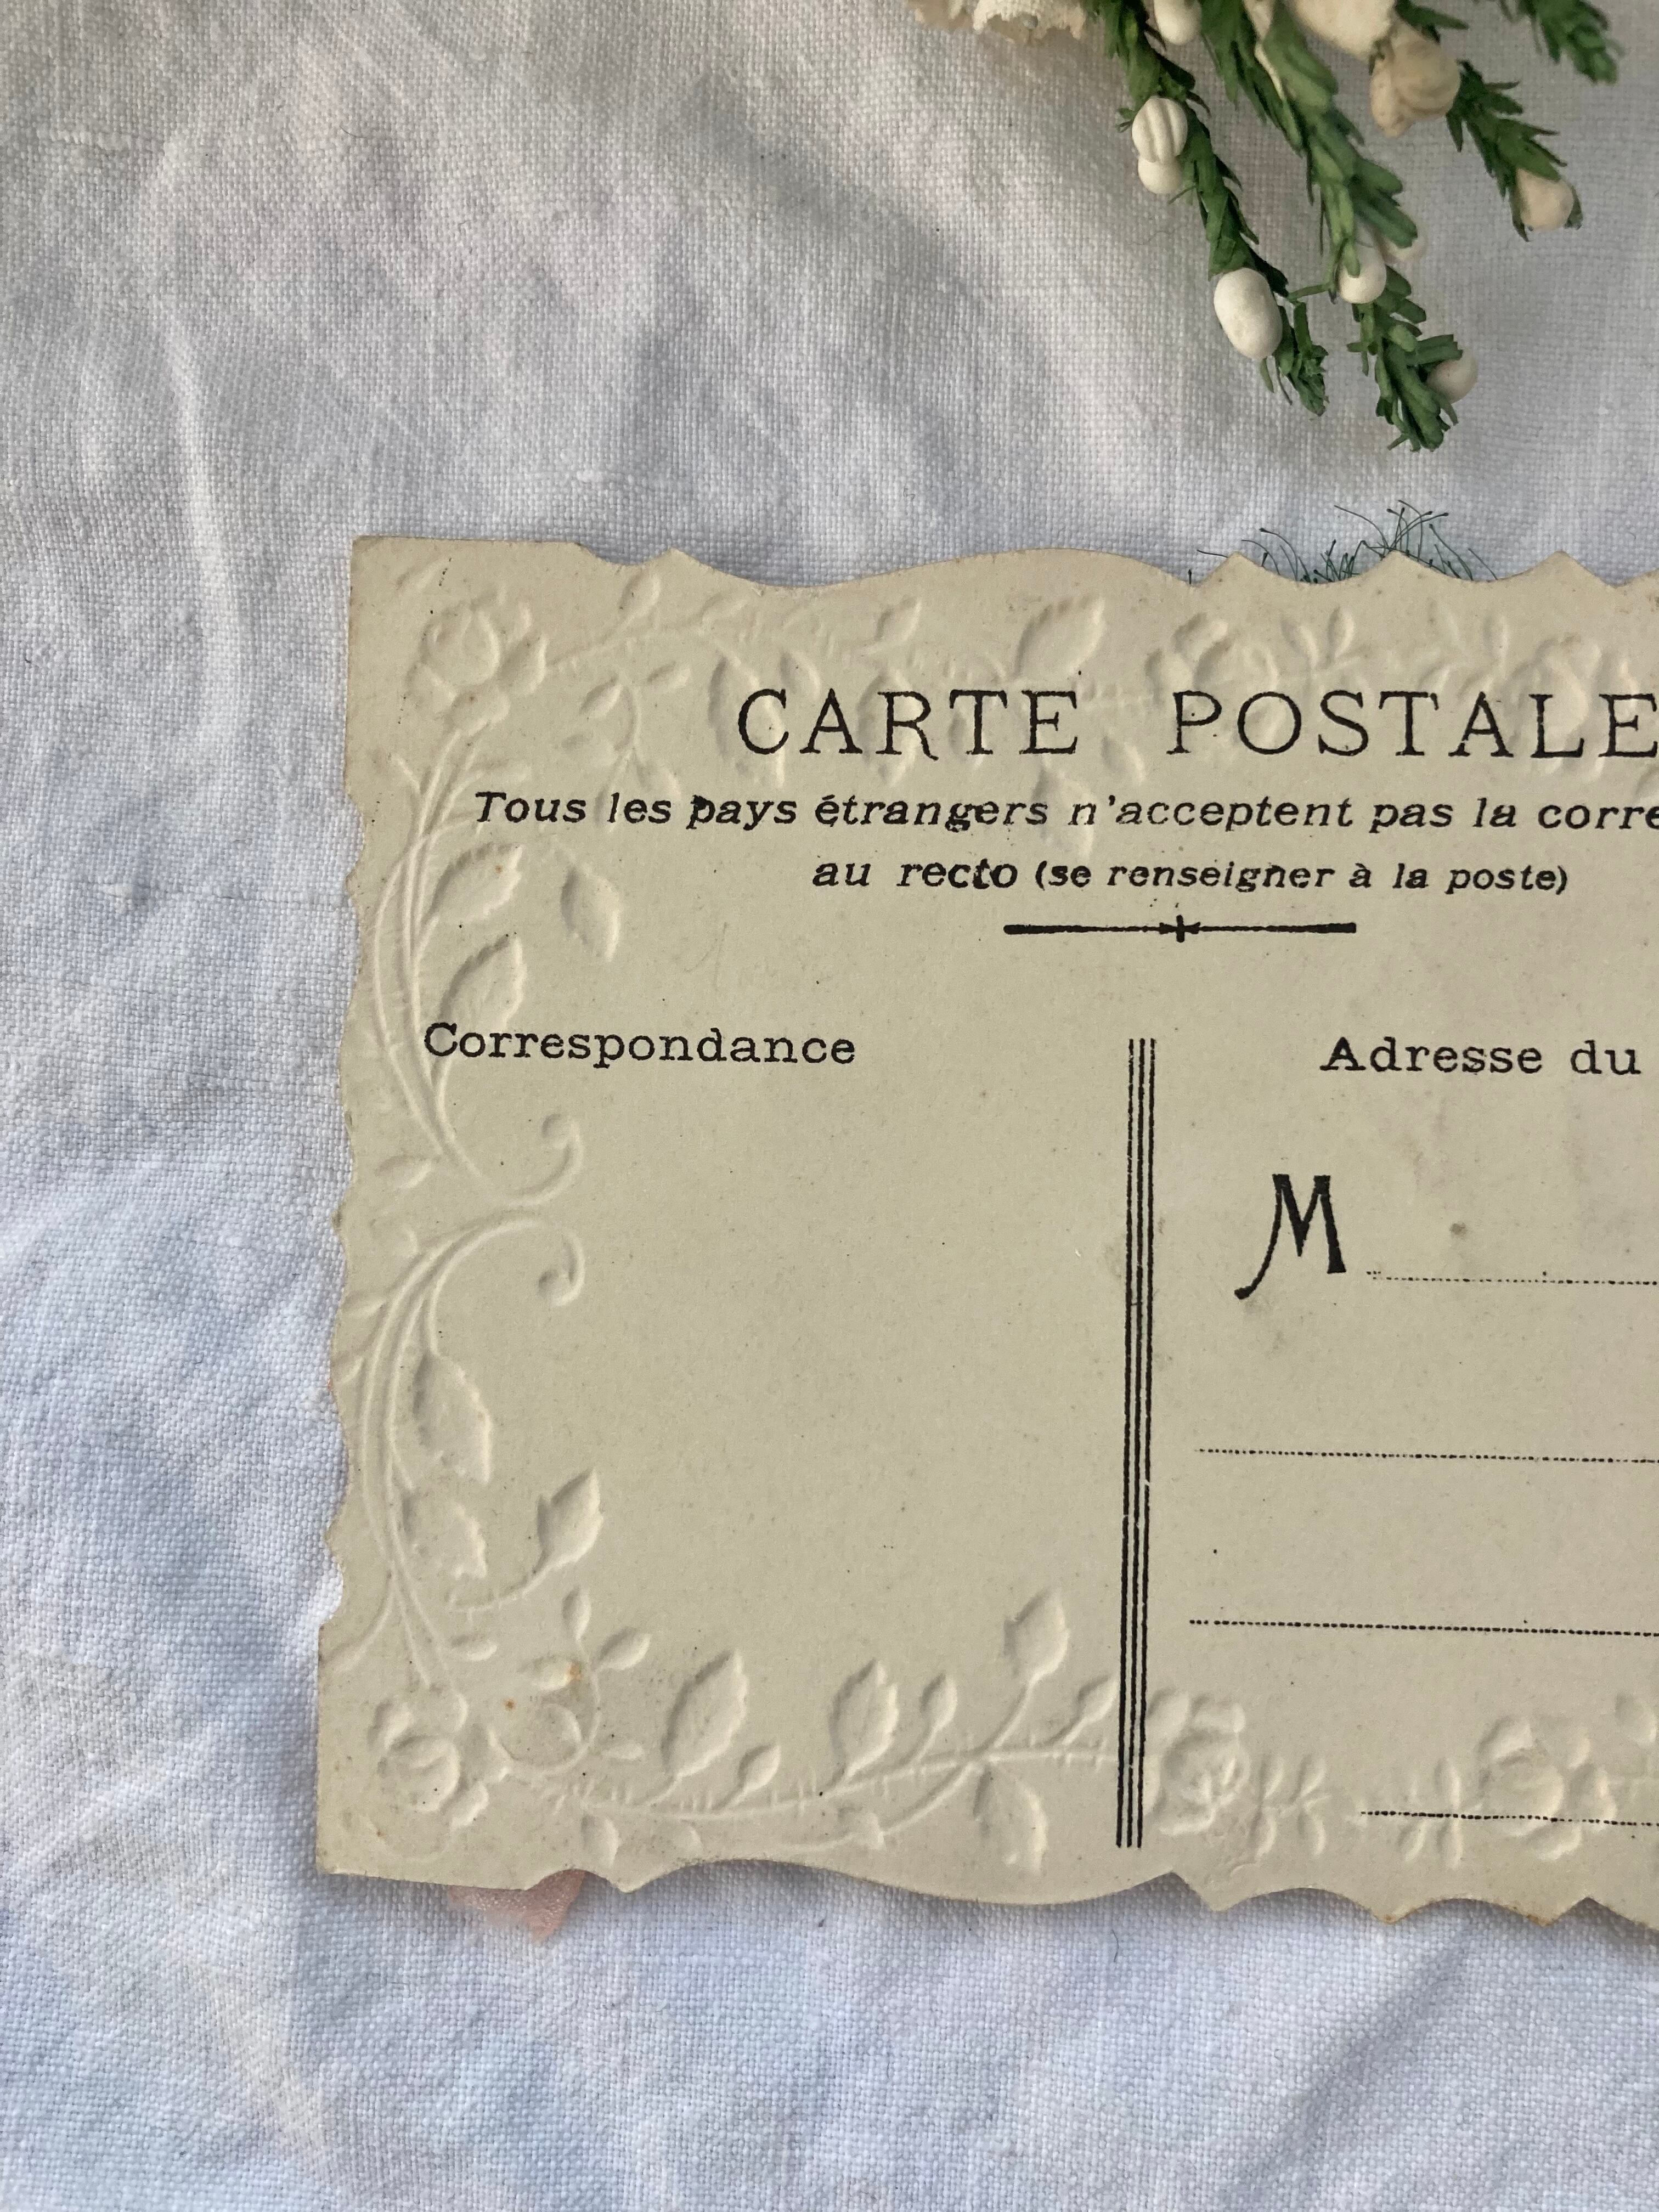 CARTE POSTALE
Tous les pays étrangers n'acceptent pas la corre
au recto (se renseigner à la poste)
Correspondance
Adresse du
M